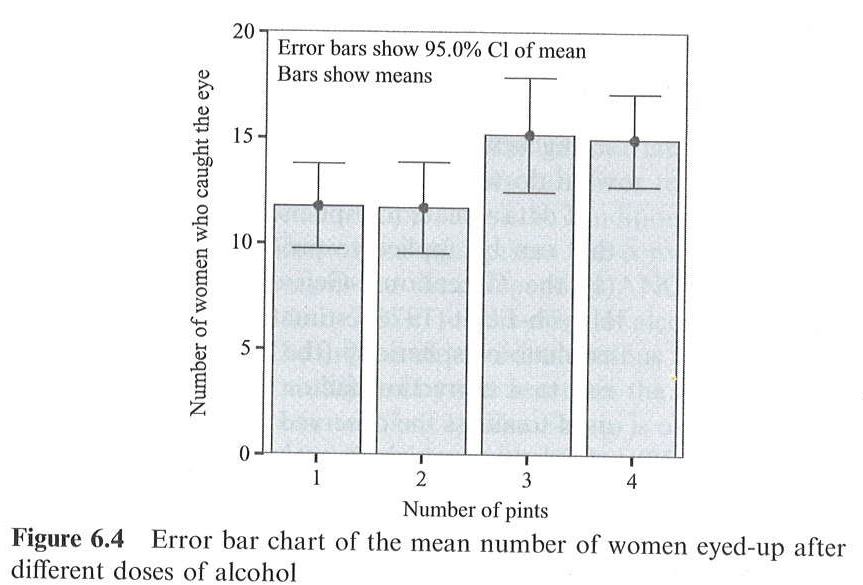 20
Error bars show 95.0% CI of mean
Bars show means
15
10
5
0
Number of women who caught the eye
1 2 3 4
Number of pints
Figure 6.4 Error bar chart of the mean number of women eyed-up after
different doses of alcohol